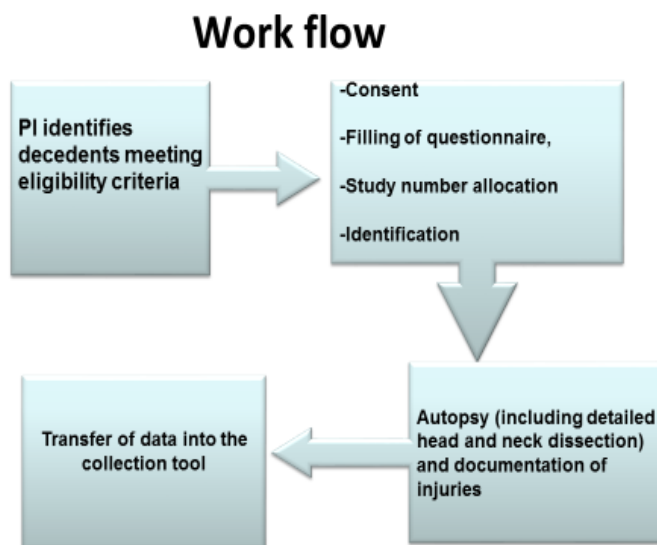 Work flow
PI identifies
decedents meeting
eligibility criteria
-Consent
-Filling of questionnaire,
-Study number allocation
-Identification
Autopsy (including detailed
head and neck dissection)
and documentation of
injuries
Transfer of data into the
collection tool